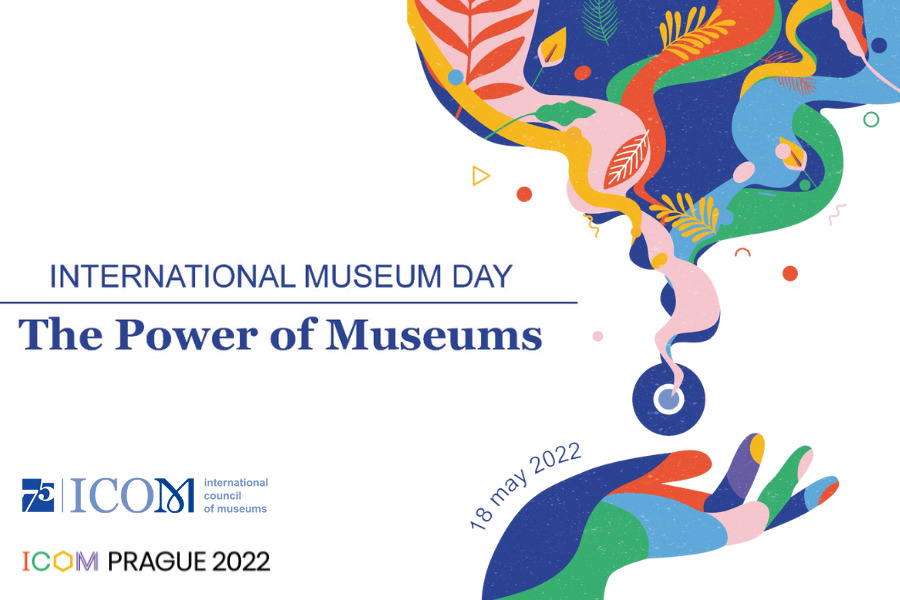 INTERNATIONAL MUSEUM DAY
The Power of Museums
18 may 2022
75 ICOM international
council
of museums
ICOM PRAGUE 2022